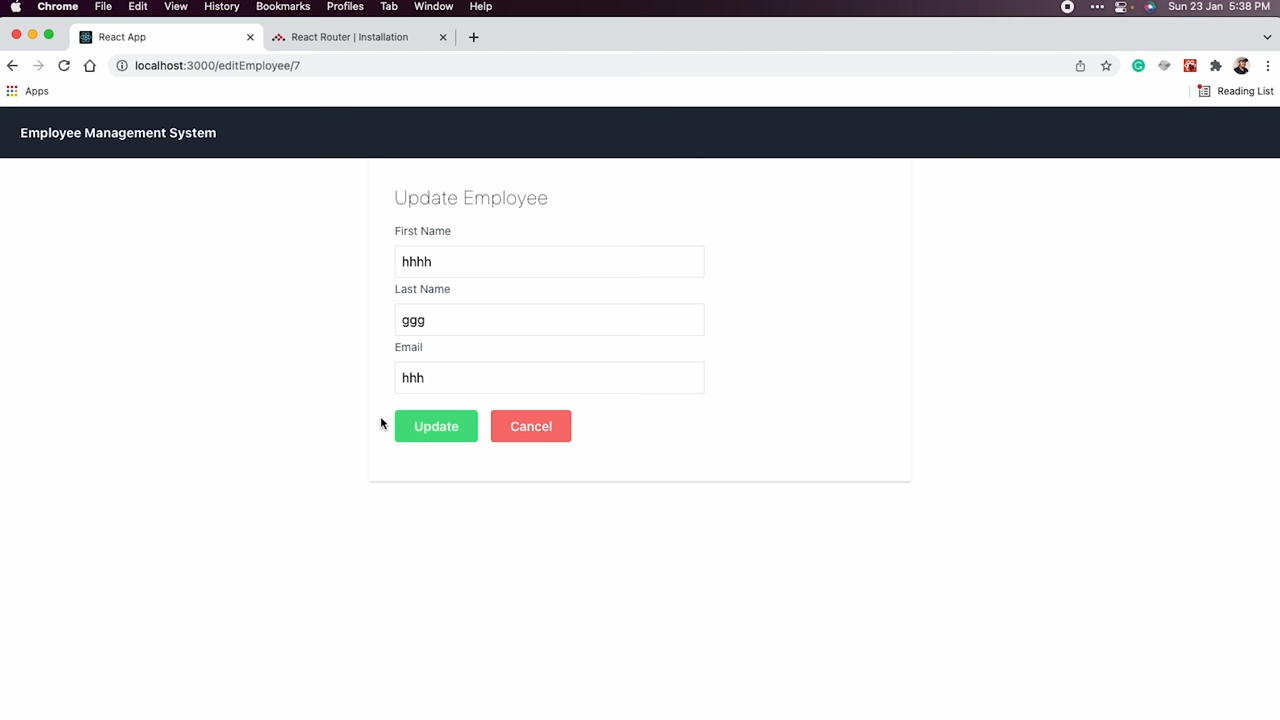 Chrome File Edit View History Bookmarks Profiles Tab Window Help Sun 23 Jan 5:38 PM
React App React Router | Installation
localhost:3000/editEmployee/7
Apps Reading List
Employee Management System
Update Employee
First Name
hhhh
Last Name
ggg
Email
hhh
Update Cancel